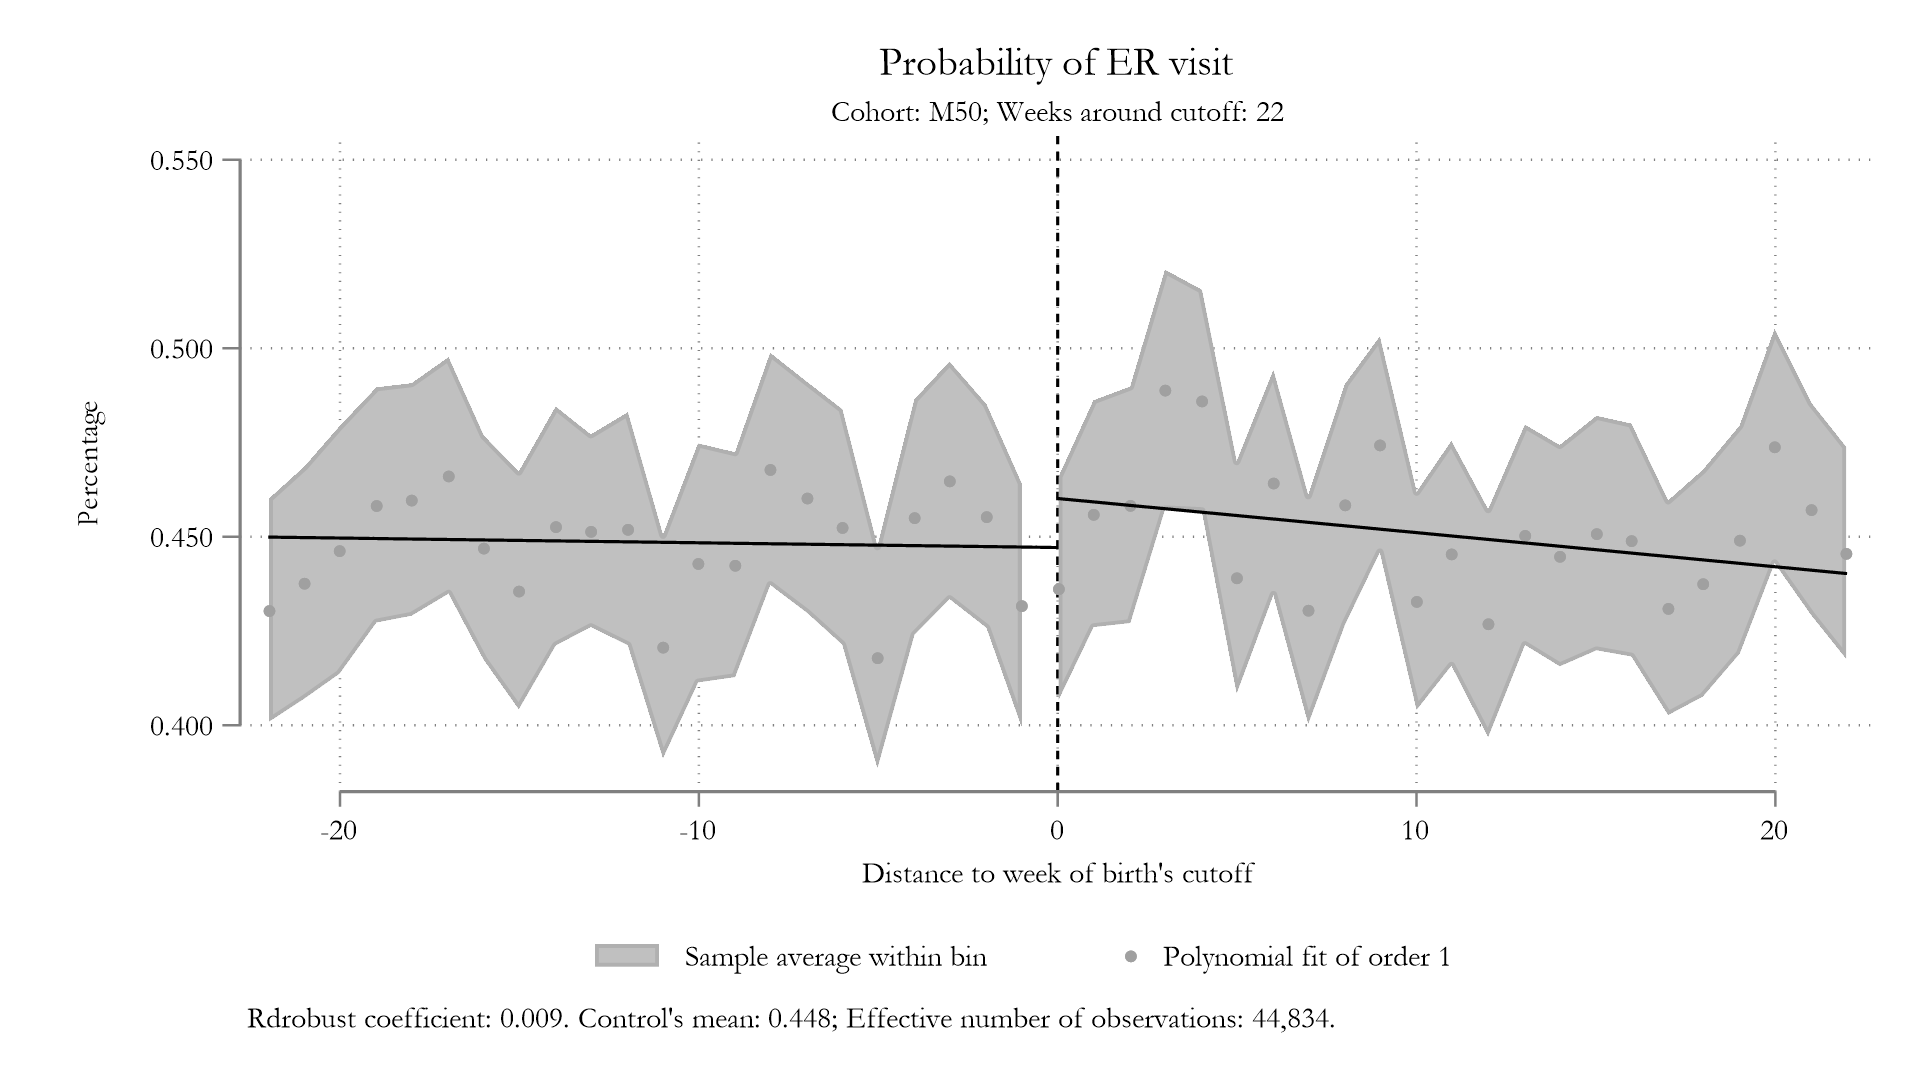 Probability of ER visit
Cohort: M50; Weeks around cutoff: 22
0.550
0.500
0.450
0.400
Percentage
-20 -10 0 10 20
Distance to week of birth's cutoff
Sample average within bin Polynomial fit of order 1
Rdrobust coefficient: 0.009. Control's mean: 0.448; Effective number of observations: 44,834.